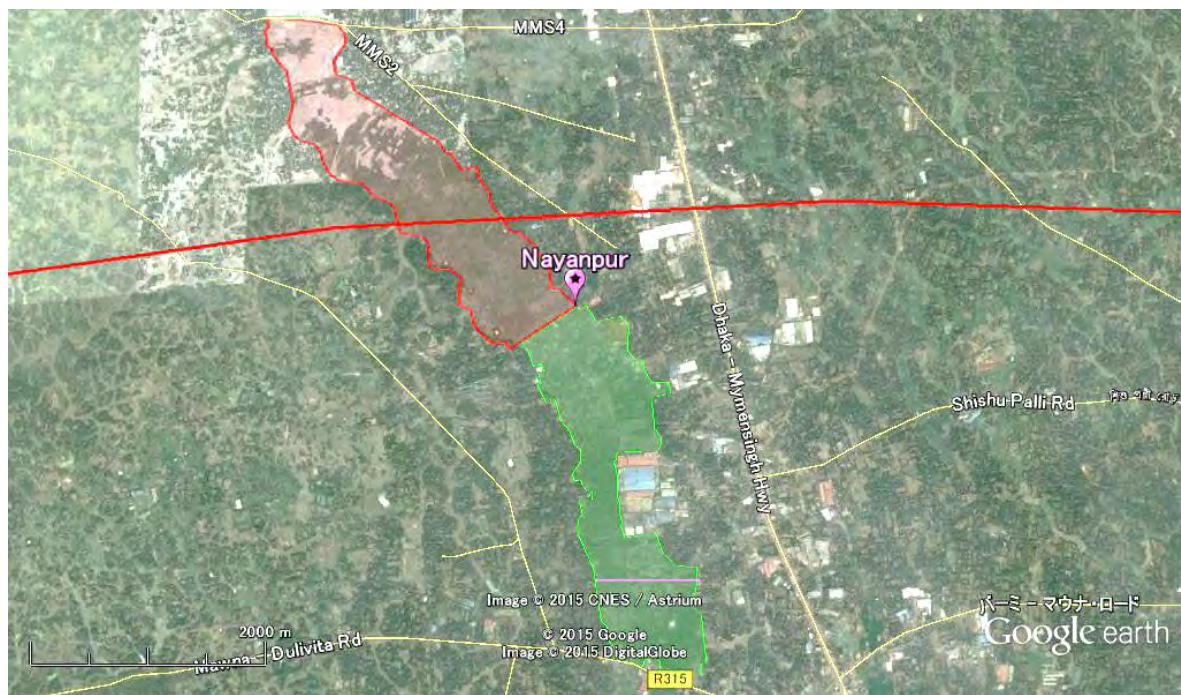 MMS4
MMS2
Nayanpur
Dhaka - Mymensingh Hwy
Shishu Palli Rd
Image © 2015 CNES / Astrium
バーミ - マウナ・ロード
2000 m
© 2015 Google
Google earth
Mawna - Dulivita Rd
Image © 2015 DigitalGlobe
R315